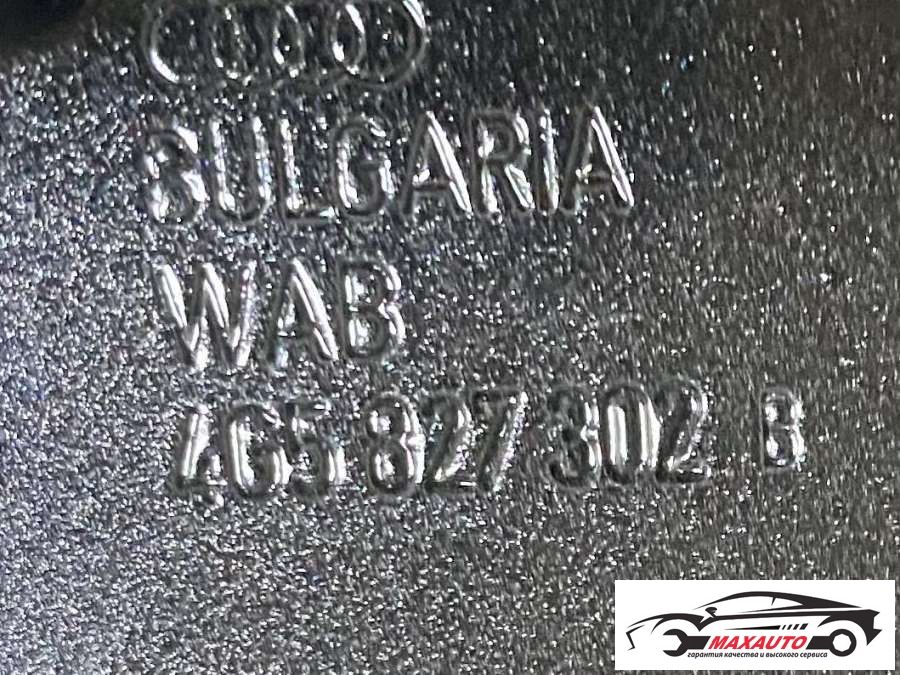 BULGARIA
WAB
4G5 827 302 B
MAXAUTO
гарантия качества и высокого сервиса